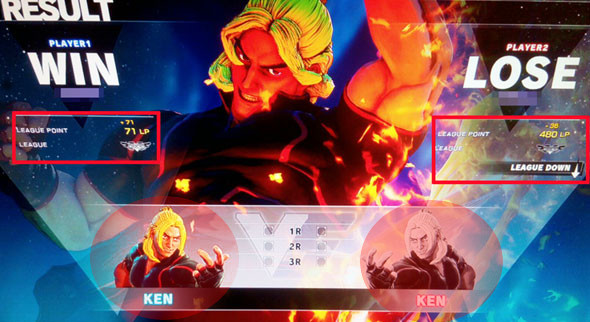 RESULT
PLAYER1
WIN
PLAYER2
LOSE
+71
LEAGUE POINT 71 LP
LEAGUE
LEAGUE POINT 480 LP
LEAGUE
LEAGUE DOWN
1R
2R
3R
KEN
KEN